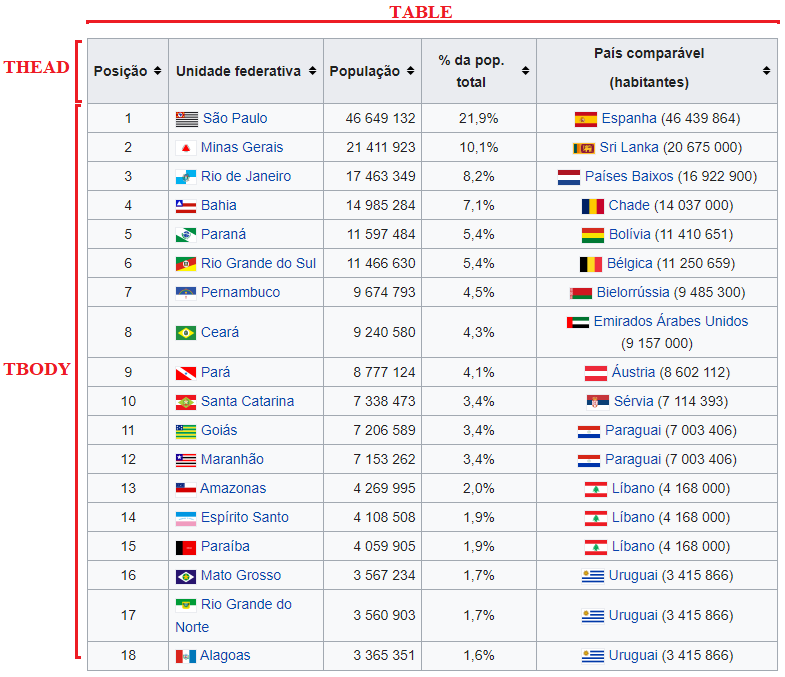 TABLE
THEAD
Posição Unidade federativa População % da pop. total País comparável (habitantes)
TBODY
1 São Paulo 46 649 132 21,9% Espanha (46 439 864)
2 Minas Gerais 21 411 923 10,1% Sri Lanka (20 675 000)
3 Rio de Janeiro 17 463 349 8,2% Países Baixos (16 922 900)
4 Bahia 14 985 284 7,1% Chade (14 037 000)
5 Paraná 11 597 484 5,4% Bolívia (11 410 651)
6 Rio Grande do Sul 11 466 630 5,4% Bélgica (11 250 659)
7 Pernambuco 9 674 793 4,5% Bielorrússia (9 485 300)
8 Ceará 9 240 580 4,3% Emirados Árabes Unidos (9 157 000)
9 Pará 8 777 124 4,1% Áustria (8 602 112)
10 Santa Catarina 7 338 473 3,4% Sérvia (7 114 393)
11 Goiás 7 206 589 3,4% Paraguai (7 003 406)
12 Maranhão 7 153 262 3,4% Paraguai (7 003 406)
13 Amazonas 4 269 995 2,0% Líbano (4 168 000)
14 Espírito Santo 4 108 508 1,9% Líbano (4 168 000)
15 Paraíba 4 059 905 1,9% Líbano (4 168 000)
16 Mato Grosso 3 567 234 1,7% Uruguai (3 415 866)
17 Rio Grande do Norte 3 560 903 1,7% Uruguai (3 415 866)
18 Alagoas 3 365 351 1,6% Uruguai (3 415 866)